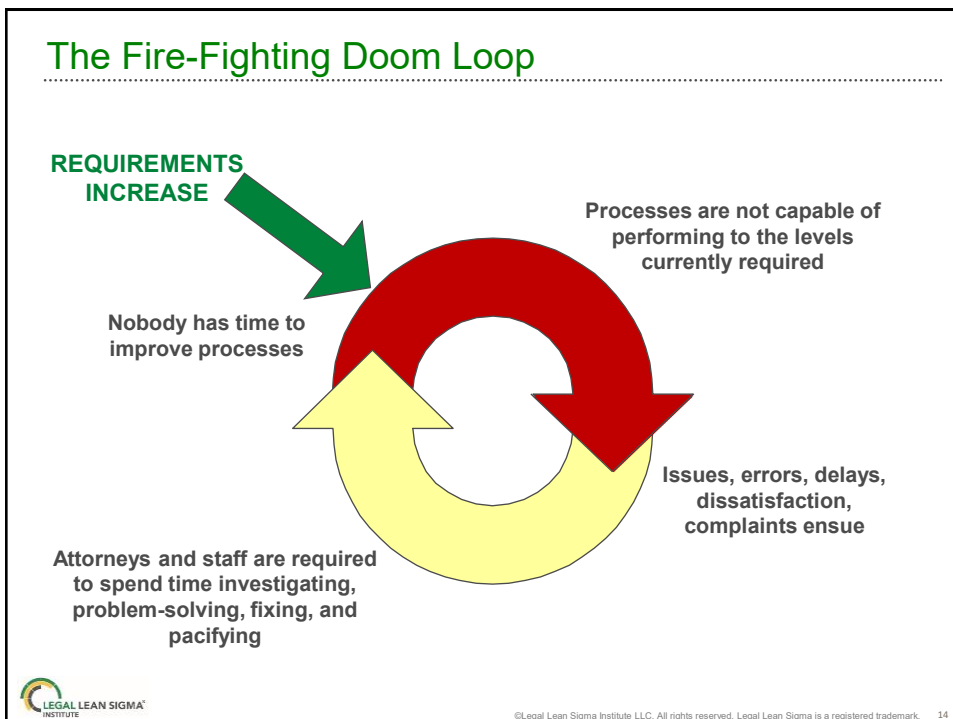 The Fire-Fighting Doom Loop
REQUIREMENTS
INCREASE
Processes are not capable of
performing to the levels
currently required
Nobody has time to
improve processes
Issues, errors, delays,
dissatisfaction,
complaints ensue
Attorneys and staff are required
to spend time investigating,
problem-solving, fixing, and
pacifying
LEGAL LEAN SIGMA
INSTITUTE
©Legal Lean Sigma Institute LLC. All rights reserved. Legal Lean Sigma is a registered trademark. 14